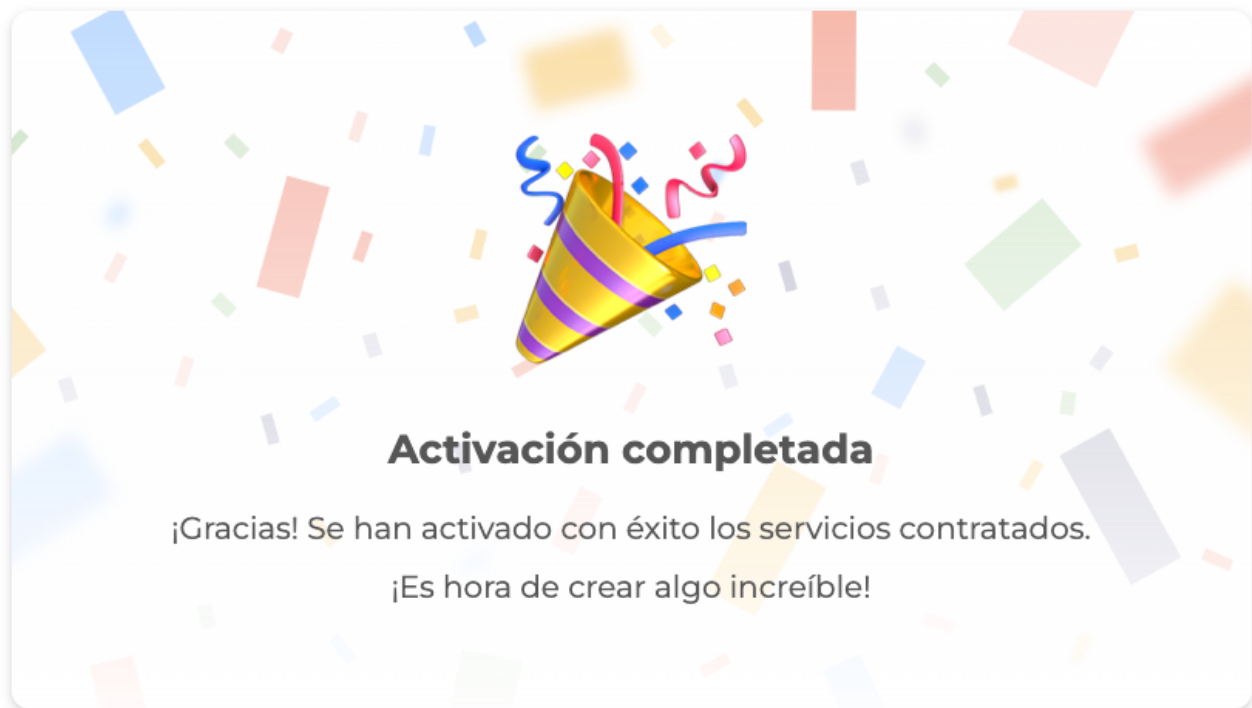 Activación completada
¡Gracias! Se han activado con éxito los servicios contratados.
¡Es hora de crear algo increíble!